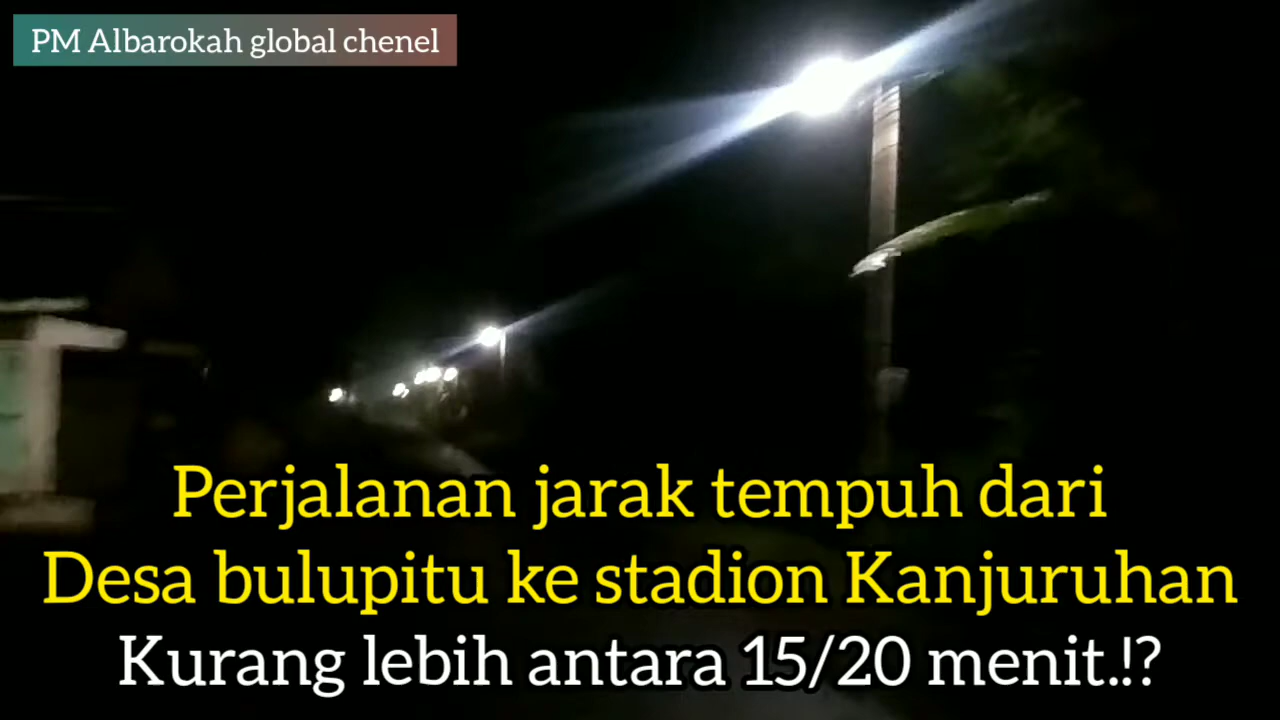 PM Albarokah global chenel
Perjalanan jarak tempuh dari
Desa bulupitu ke stadion Kanjuruhan
Kurang lebih antara 15/20 menit.!?